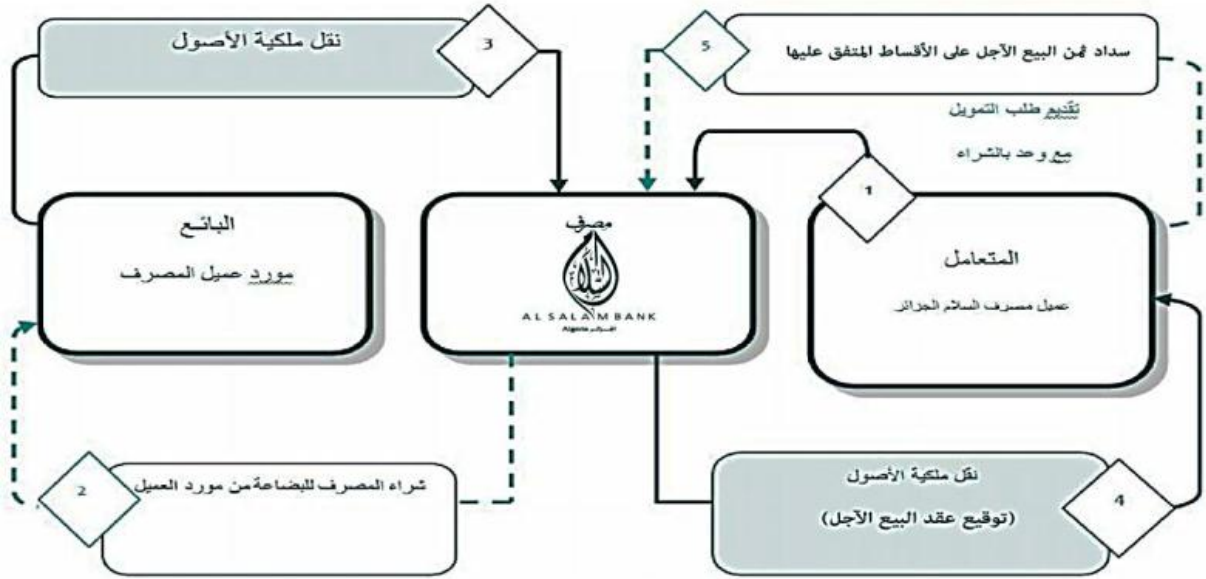 نقل ملكية الأصول
3
5
سداد ثمن البيع الآجل على الأقساط المتفق عليها
تقديم طلب التمويل
مع وعد بالشراء
1
البائع
مورد عميل المصرف
مصرف
السلام
AL SALAM BANK
Algeria الجزائر
المتعامل
عميل مصرف السلام الجزائر
2
شراء المصرف للبضاعة من مورد العميل
نقل ملكية الأصول
(توقيع عقد البيع الآجل)
4